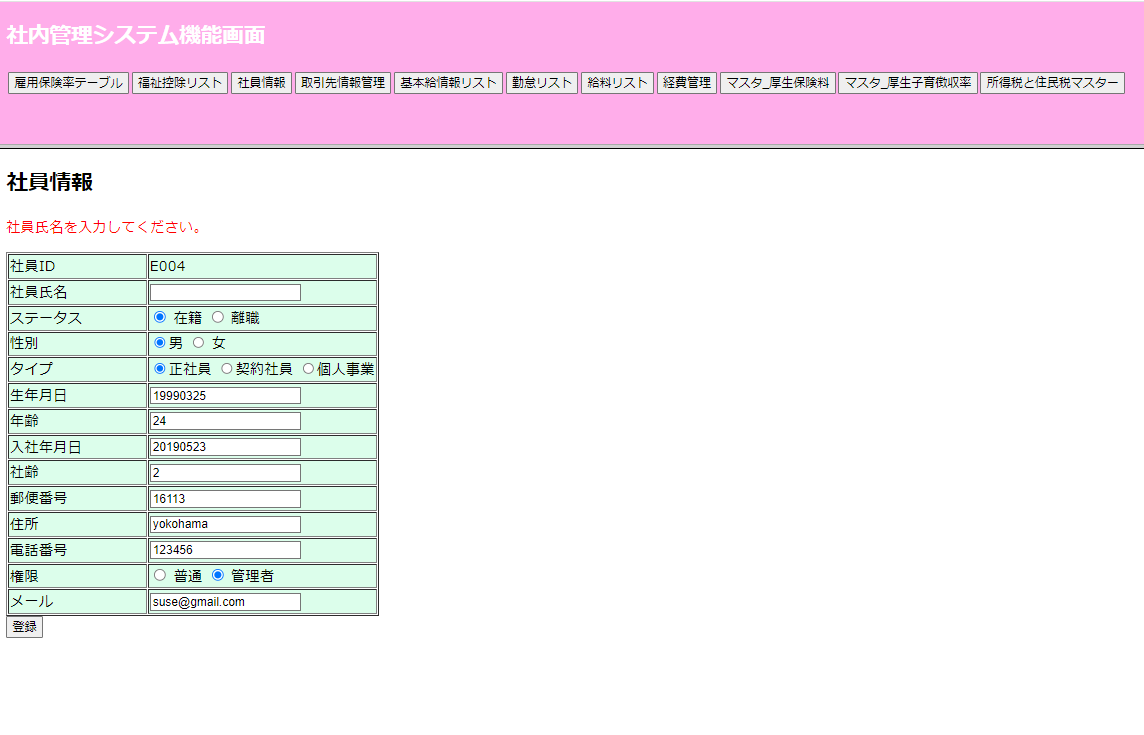 社内管理システム機能画面
雇用保険率テーブル 福祉控除リスト 社員情報 取引先情報管理 基本給情報リスト 勤怠リスト 給料リスト 経費管理 マスタ_厚生保険料 マスタ_厚生子育徴収率 所得税と住民税マスター
社員情報
社員氏名を入力してください。
社員ID E004
社員氏名
ステータス 在籍 離職
性別 男 女
タイプ 正社員 契約社員 個人事業
生年月日 19990325
年齢 24
入社年月日 20190523
社齢 2
郵便番号 16113
住所 yokohama
電話番号 123456
権限 普通 管理者
メール suse@gmail.com
登録